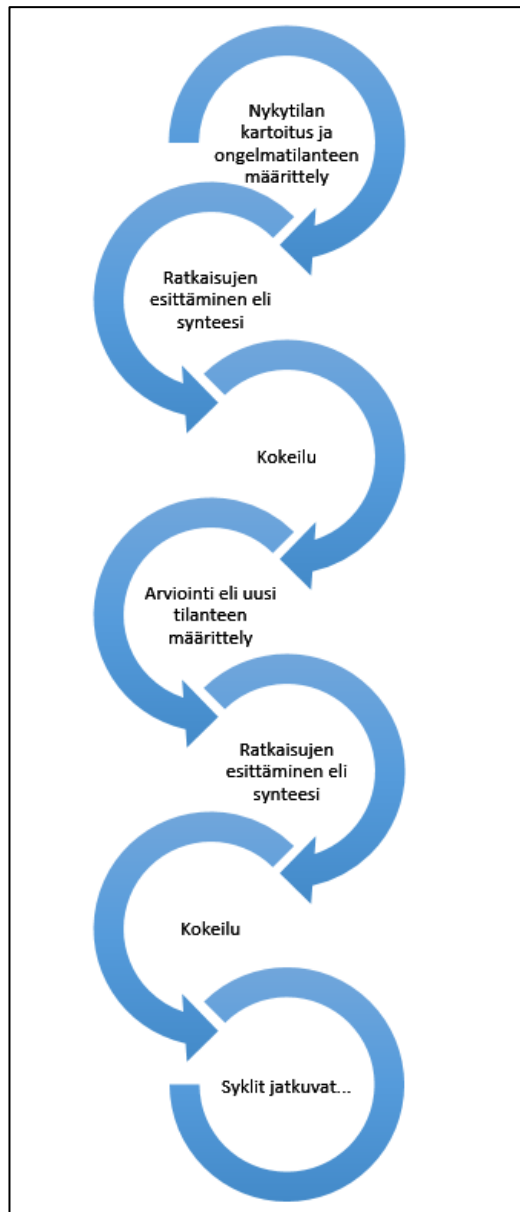 Nykytilan
kartoitus ja
ongelmatilanteen
määrittely
Ratkaisujen
esittäminen eli
synteesi
Kokeilu
Arviointi eli uusi
tilanteen
määrittely
Ratkaisujen
esittäminen eli
synteesi
Kokeilu
Syklit jatkuvat...